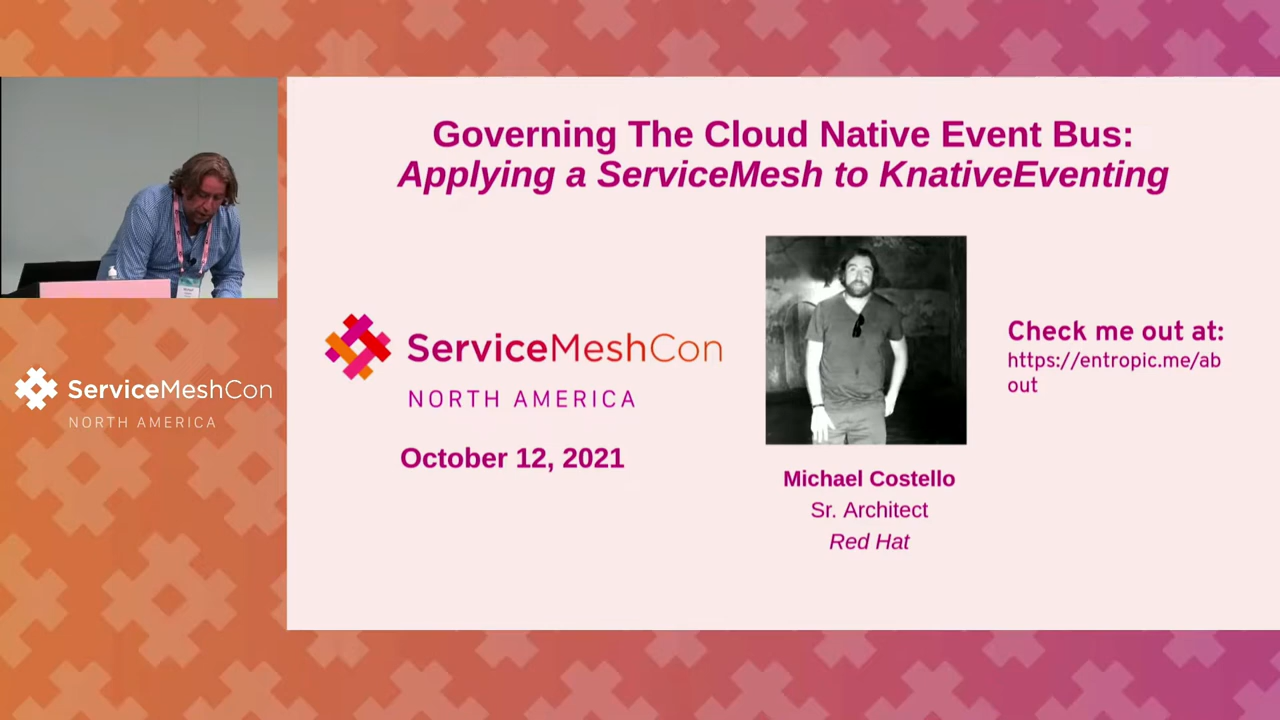 Governing The Cloud Native Event Bus:
Applying a ServiceMesh to KnativeEventing
ServiceMeshCon
NORTH AMERICA
October 12, 2021
Michael Costello
Sr. Architect
Red Hat
Check me out at:
https://entropic.me/ab
out
ServiceMeshCon
NORTH AMERICA